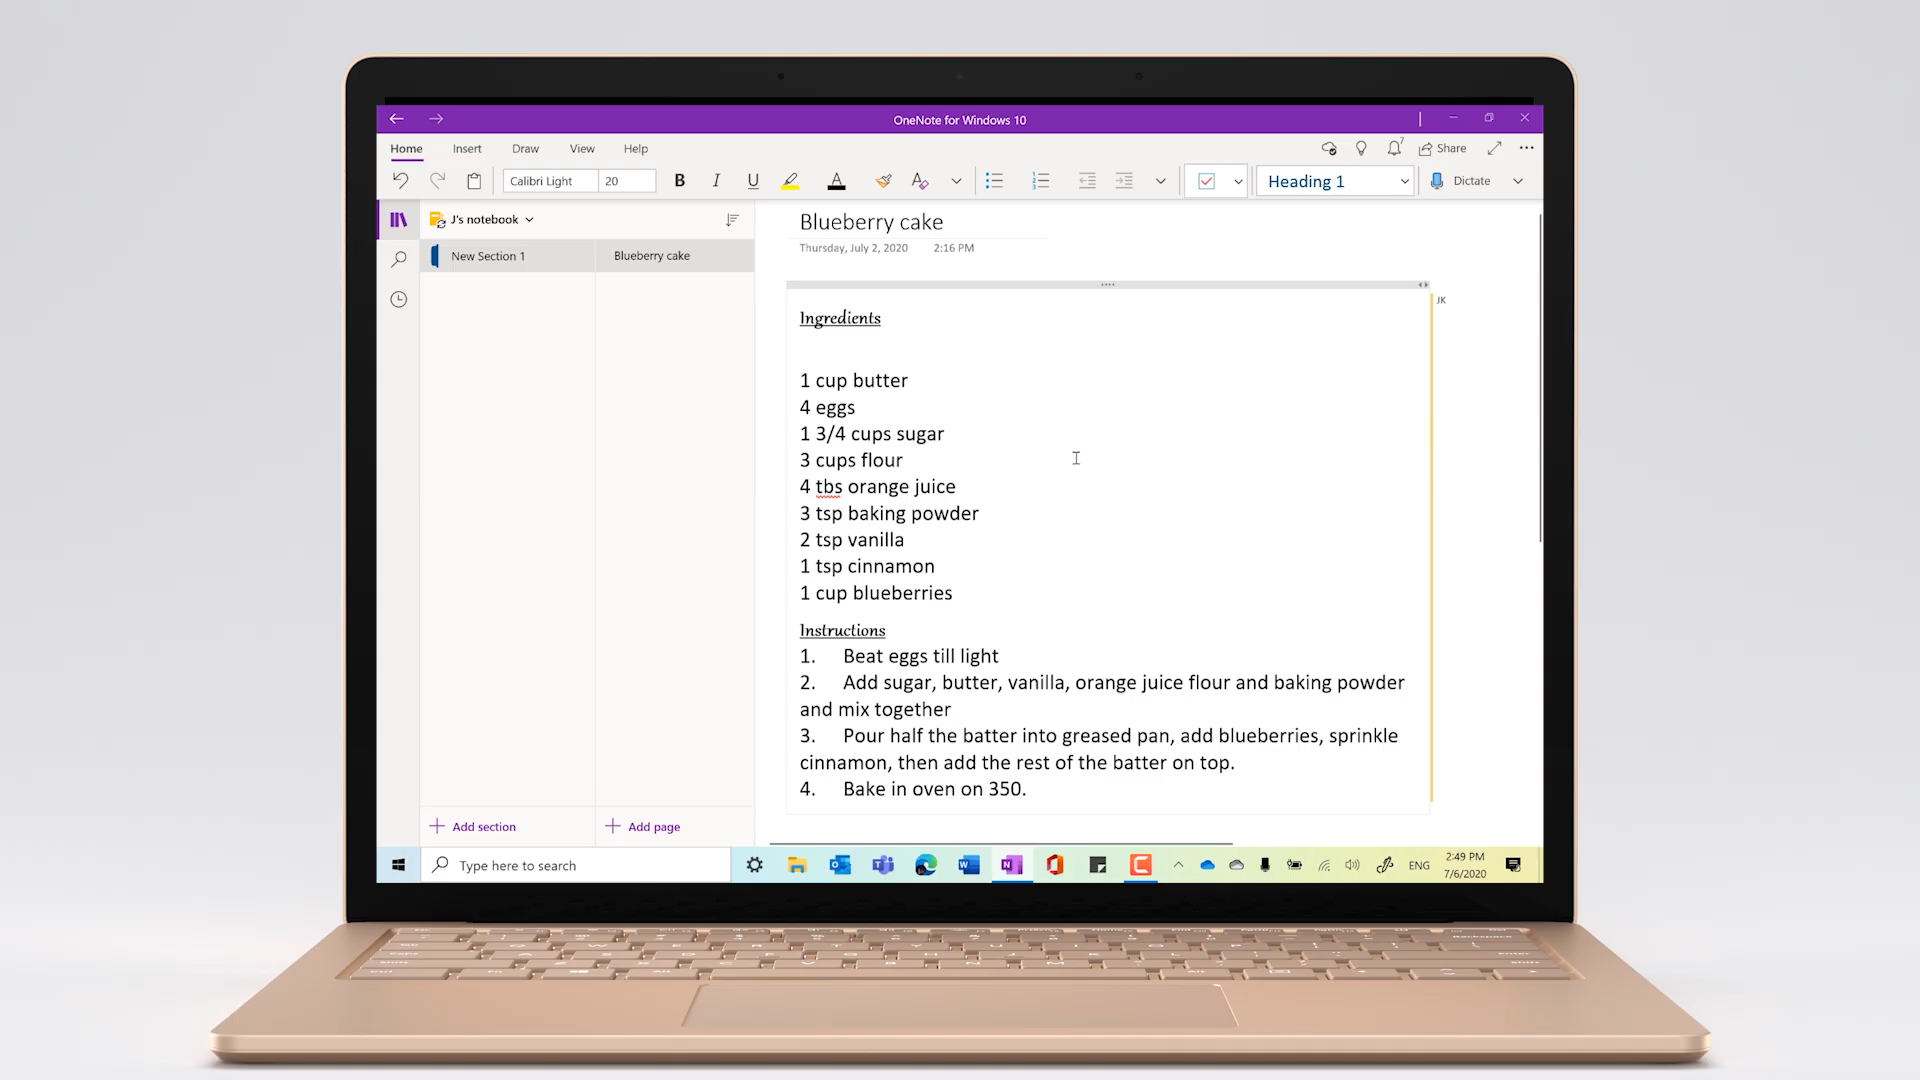 OneNote for Windows 10
Home Insert Draw View Help
7
Share
Calibri Light 20 B I U A Heading 1 Dictate
J's notebook
New Section 1 Blueberry cake
Blueberry cake
Thursday, July 2, 2020 2:16 PM
JK
Ingredients
1 cup butter
4 eggs
1 3/4 cups sugar
3 cups flour
4 tbs orange juice
3 tsp baking powder
2 tsp vanilla
1 tsp cinnamon
1 cup blueberries
Instructions
1. Beat eggs till light
2. Add sugar, butter, vanilla, orange juice flour and baking powder
and mix together
3. Pour half the batter into greased pan, add blueberries, sprinkle
cinnamon, then add the rest of the batter on top.
4. Bake in oven on 350.
Add section Add page
Type here to search
ENG
2:49 PM
7/6/2020